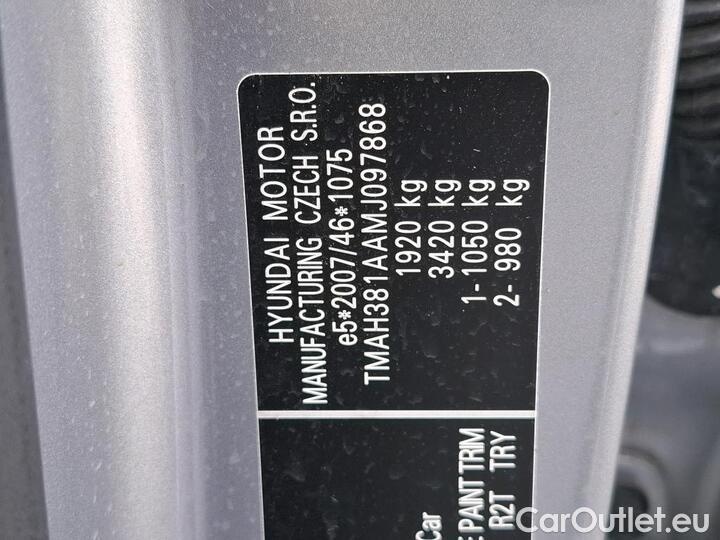 HYUNDAI MOTOR
MANUFACTURING CZECH S.R.O.
e5*2007/46*1075
TMAH381AAMJ097868
1920 kg
3420 kg
1- 1050 kg
2- 980 kg
Car
PAINT TRIM
R2T TRY
CarOutlet.eu